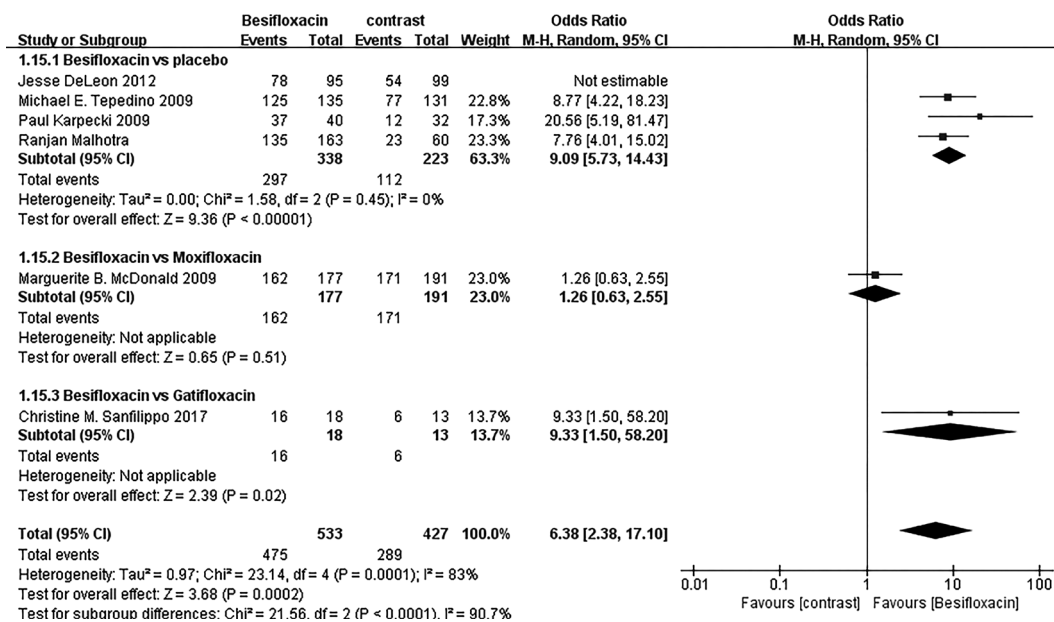 Besifloxacin contrast Odds Ratio Odds Ratio
Study or Subgroup Events Total Events Total Weight M-H, Random, 95% CI M-H, Random, 95% CI
1.15.1 Besifloxacin vs placebo
Jesse DeLeon 2012 78 95 54 99 Not estimable
Michael E. Tepedino 2009 125 135 77 131 22.8% 8.77 [4.22, 18.23]
Paul Karpecki 2009 37 40 12 32 17.3% 20.56 [5.19, 81.47]
Ranjan Malhotra 135 163 23 60 23.3% 7.76 [4.01, 15.02]
Subtotal (95% CI) 338 223 63.3% 9.09 [5.73, 14.43]
Total events 297 112
Heterogeneity: Tau² = 0.00; Chi² = 1.58, df = 2 (P = 0.45); I² = 0%
Test for overall effect: Z = 9.36 (P < 0.00001)
1.15.2 Besifloxacin vs Moxifloxacin
Marguerite B. McDonald 2009 162 177 171 191 23.0% 1.26 [0.63, 2.55]
Subtotal (95% CI) 177 191 23.0% 1.26 [0.63, 2.55]
Total events 162 171
Heterogeneity: Not applicable
Test for overall effect: Z = 0.65 (P = 0.51)
1.15.3 Besifloxacin vs Gatifloxacin
Christine M. Sanfilippo 2017 16 18 6 13 13.7% 9.33 [1.50, 58.20]
Subtotal (95% CI) 18 13 13.7% 9.33 [1.50, 58.20]
Total events 16 6
Heterogeneity: Not applicable
Test for overall effect: Z = 2.39 (P = 0.02)
Total (95% CI) 533 427 100.0% 6.38 [2.38, 17.10]
Total events 475 289
Heterogeneity: Tau² = 0.97; Chi² = 23.14, df = 4 (P = 0.0001); I² = 83%
Test for overall effect: Z = 3.68 (P = 0.0002)
Test for subgroup differences: Chi² = 21.56, df = 2 (P < 0.0001), I² = 90.7%
0.01 0.1 1 10 100
Favours [contrast] Favours [Besifloxacin]